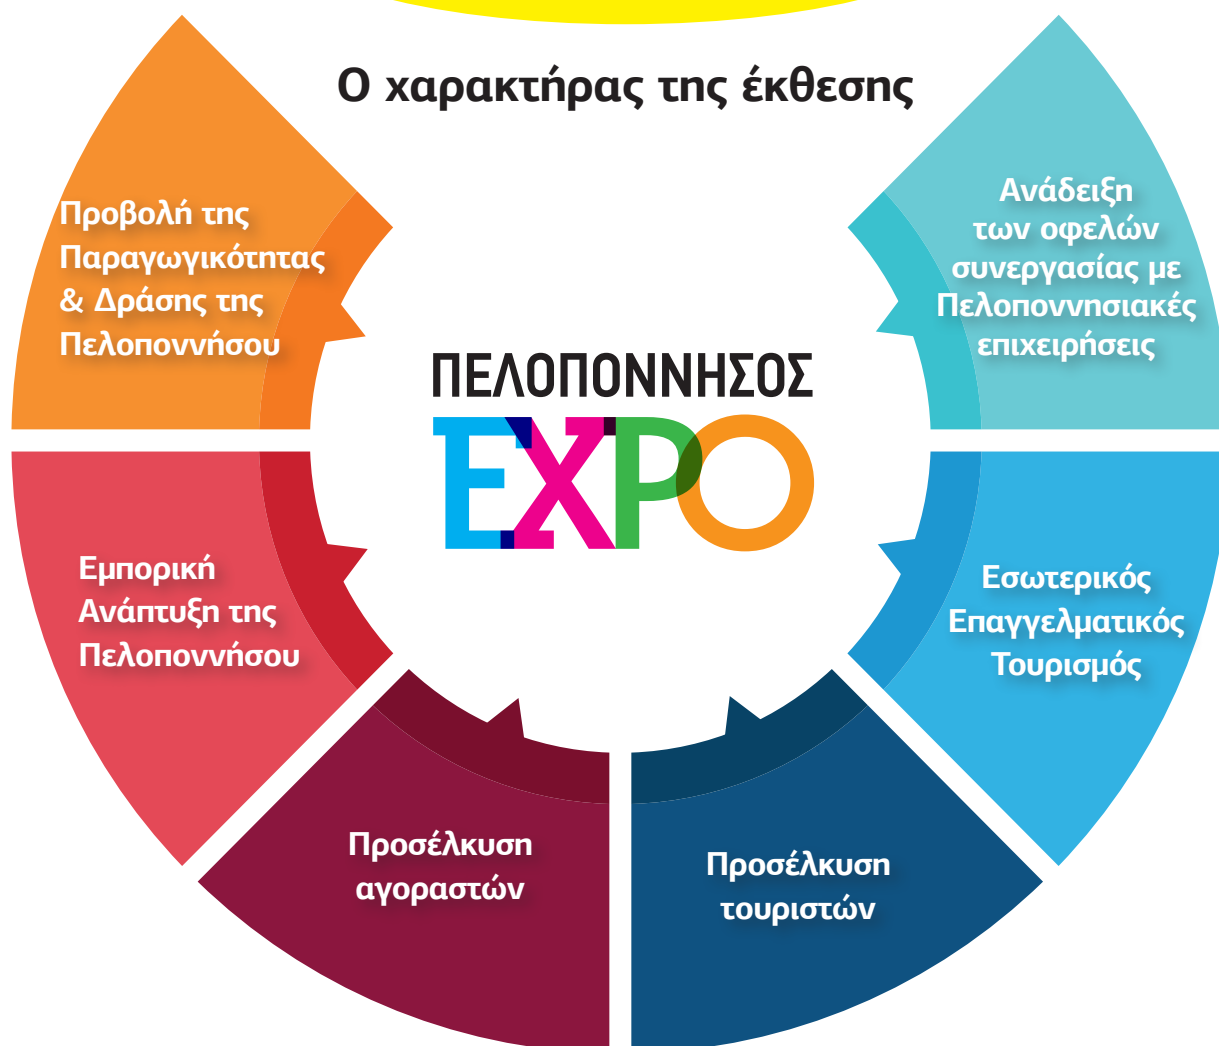 Ο χαρακτήρας της έκθεσης
Προβολή της
Παραγωγικότητας
& Δράσης της
Πελοποννήσου
Ανάδειξη
των οφελών
συνεργασίας με
Πελοποννησιακές
επιχειρήσεις
ΠΕΛΟΠΟΝΝΗΣΟΣ
EXPO
Εμπορική
Ανάπτυξη της
Πελοποννήσου
Εσωτερικός
Επαγγελματικός
Τουρισμός
Προσέλκυση
αγοραστών
Προσέλκυση
τουριστών